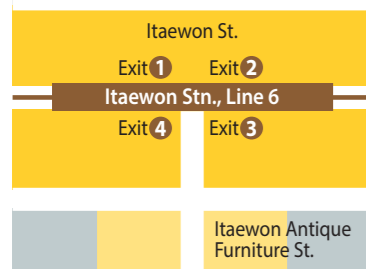 Itaewon St.
Exit 1 Exit 2
Itaewon Stn., Line 6
Exit 4 Exit 3
Itaewon Antique
Furniture St.